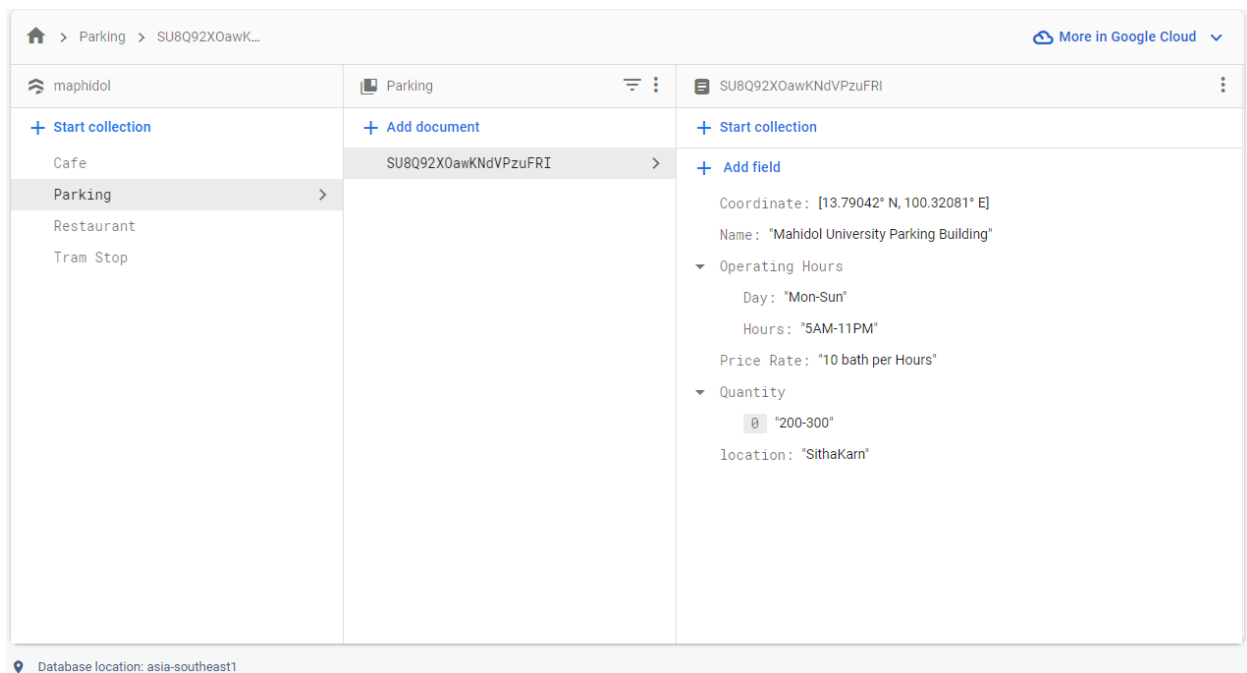 Parking > SU8Q92XOawK...
More in Google Cloud
maphidol
Start collection
Cafe
Parking
Restaurant
Tram Stop
Parking
Add document
SU8Q92XOawKNdVPzuFRI
SU8Q92XOawKNdVPzuFRI
Start collection
Add field
Coordinate: [13.79042° N, 100.32081° E]
Name: "Mahidol University Parking Building"
Operating Hours
Day: "Mon-Sun"
Hours: "5AM-11PM"
Price Rate: "10 bath per Hours"
Quantity
0 "200-300"
location: "SithaKarn"
Database location: asia-southeast1